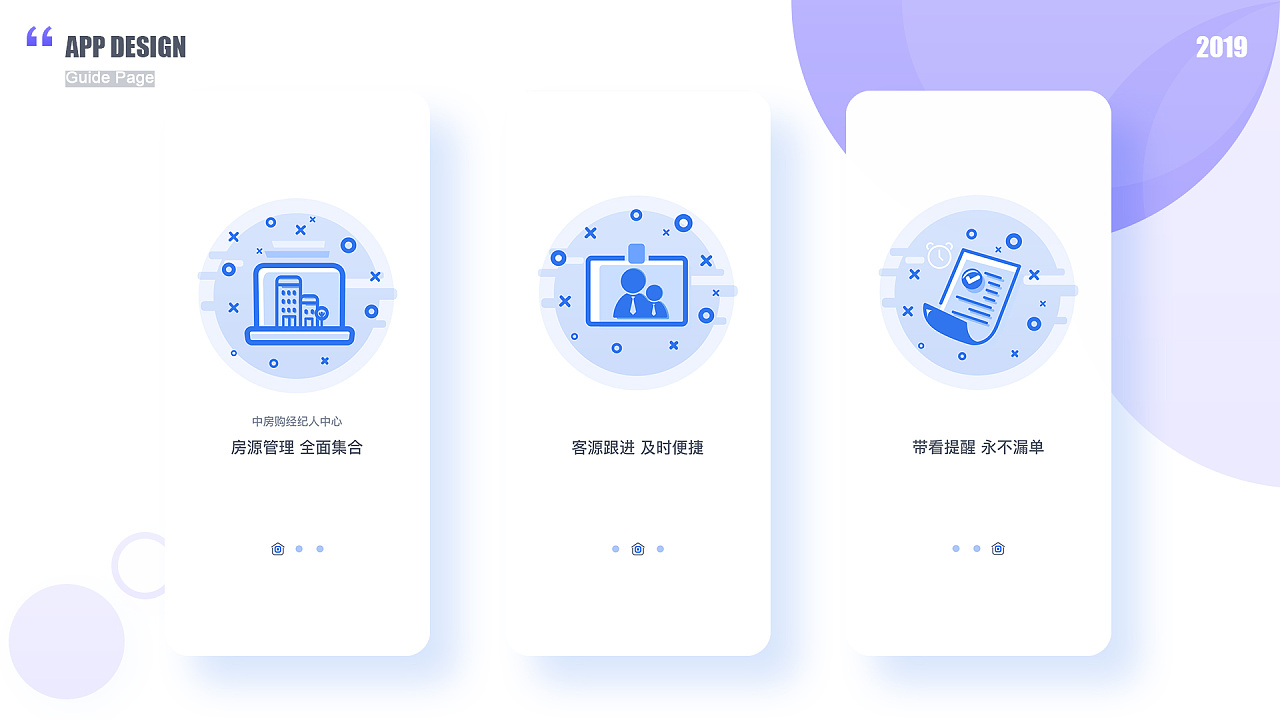 APP DESIGN
Guide Page
2019
中房购经纪人中心
房源管理 全面集合
客源跟进 及时便捷
带看提醒 永不漏单